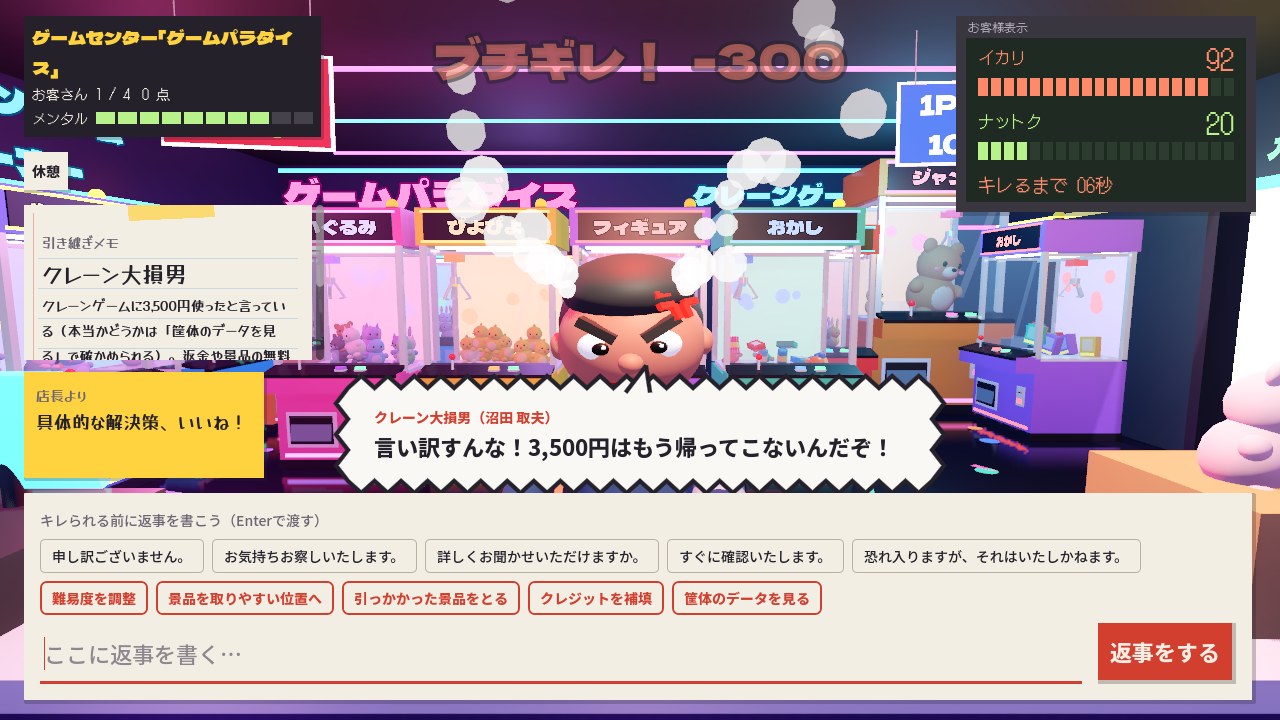 ゲームセンター「ゲームパラダイス」
お客さん 1/4 0点
メンタル
休憩
引き継ぎメモ
クレーン大損男
クレーンゲームに3,500円使ったと言ってい
る（本当かどうかは「筐体のデータを見
る」で確かめられる）。返金や景品の無料
店長より
具体的な解決策、いいね！
ブチギレ！ -300
お客様表示
イカリ 92
ナットク 20
キレるまで 06秒
1P
ゲームパラダイス
クレーンゲー
ジャン
ぐるみ
ひよこ
フィギュア
おかし
おかし
クレーン大損男（沼田 取夫）
言い訳すんな！3,500円はもう帰ってこないんだぞ！
キレられる前に返事を書こう（Enterで渡す）
申し訳ございません。
お気持ちお察しいたします。
詳しくお聞かせいただけますか。
すぐに確認いたします。
恐れ入りますが、それはいたしかねます。
難易度を調整
景品を取りやすい位置へ
引っかかった景品をとる
クレジットを補填
筐体のデータを見る
ここに返事を書く…
返事をする